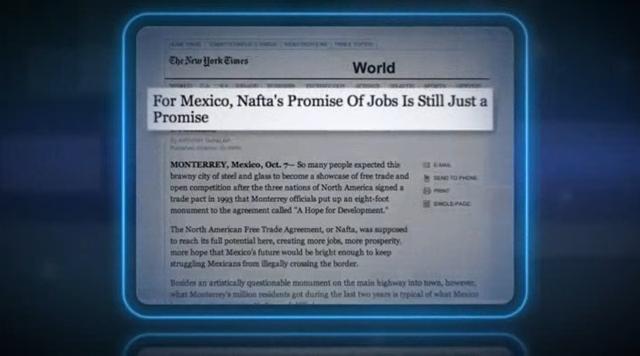 The New York Times
World
For Mexico, Nafta's Promise Of Jobs Is Still Just a
Promise
MONTERREY, Mexico, Oct. 7— So many people expected this
brawny city of steel and glass to become a showcase of free trade and
open competition after the three nations of North America signed a
trade pact in 1993 that Monterrey officials put up an eight-foot
monument to the agreement called "A Hope for Development."
The North American Free Trade Agreement, or Nafta, was supposed
to reach its full potential here, creating more jobs, more prosperity,
more hope that Mexico's future would be bright enough to keep
struggling Mexicans from illegally crossing the border.
Besides an artistically questionable monument on the main highway into town, however,
what Monterrey's million residents got during the last two years is typical of what Mexico
E-MAIL
SEND TO PHONE
PRINT
SINGLE-PAGE